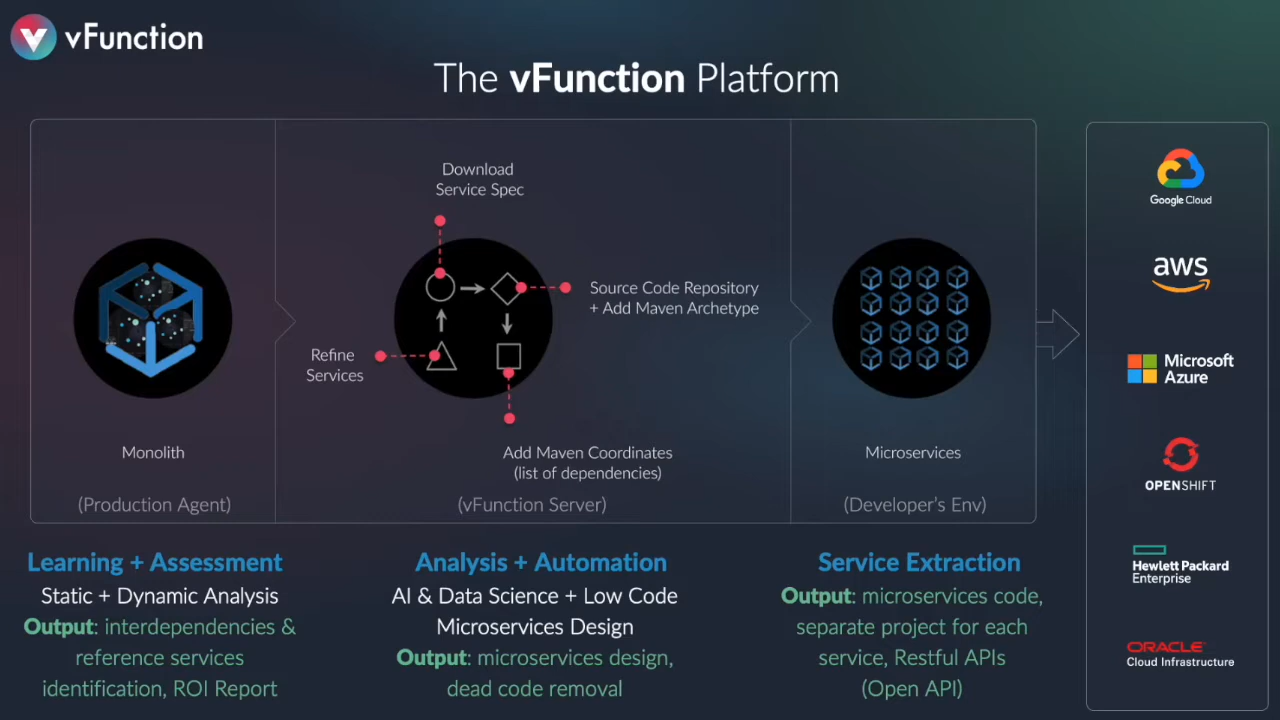 vFunction
The vFunction Platform
Download
Service Spec
Source Code Repository
+ Add Maven Archetype
Refine
Services
Add Maven Coordinates
(list of dependencies)
Monolith
Microservices
(Production Agent)
(vFunction Server)
(Developer's Env)
Google Cloud
aws
Microsoft
Azure
OPENSHIFT
Hewlett Packard
Enterprise
ORACLE
Cloud Infrastructure
Learning + Assessment
Static + Dynamic Analysis
Output: interdependencies &
reference services
identification, ROI Report
Analysis + Automation
AI & Data Science + Low Code
Microservices Design
Output: microservices design,
dead code removal
Service Extraction
Output: microservices code,
separate project for each
service, Restful APIs
(Open API)